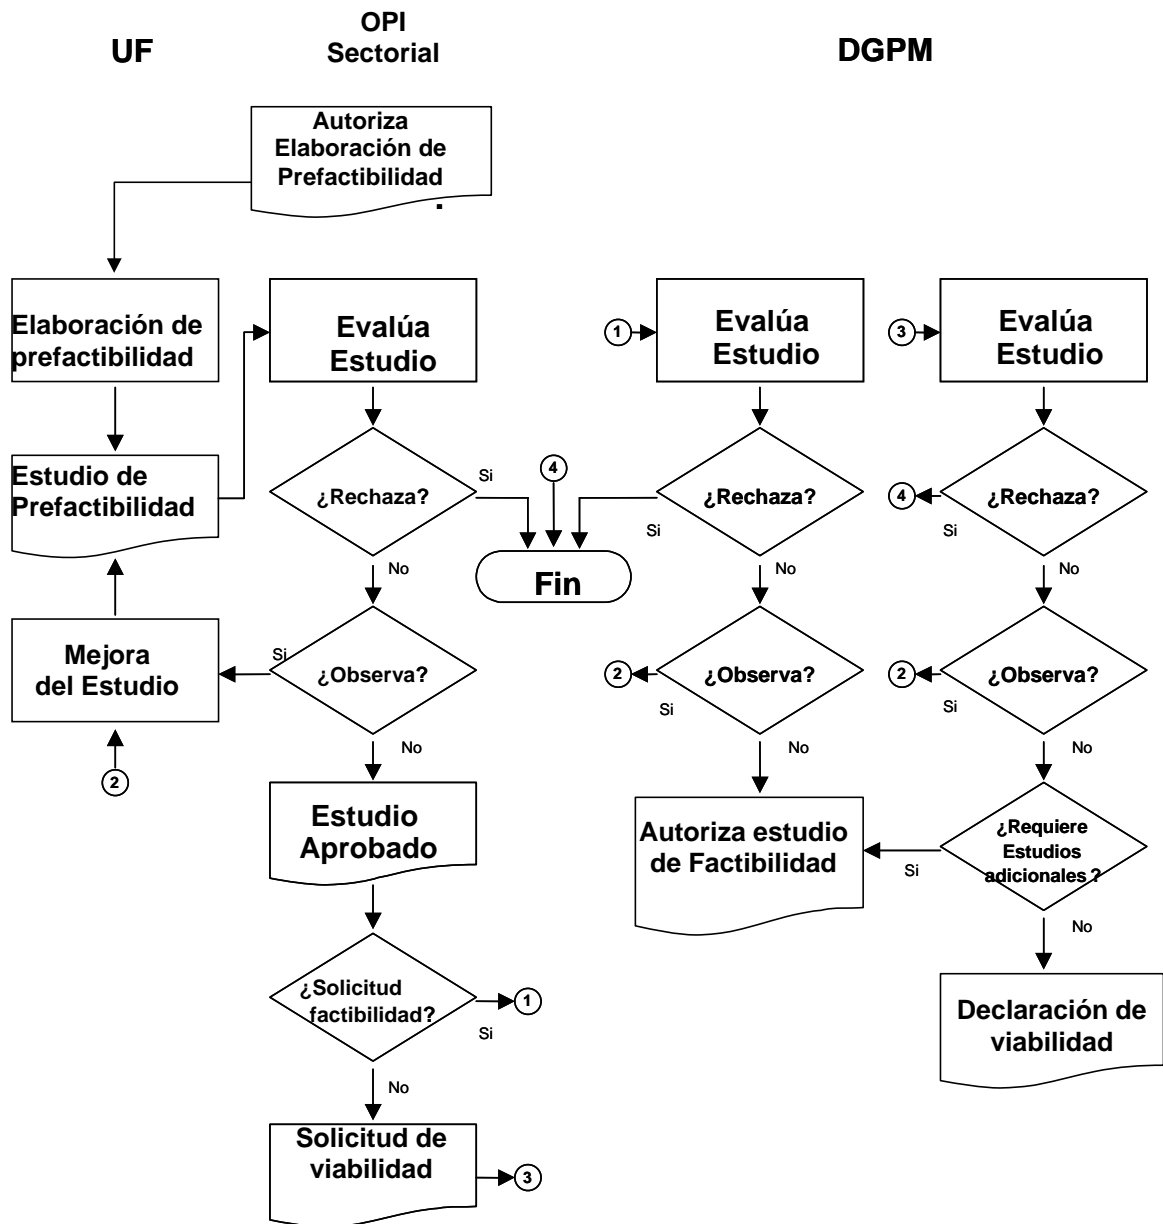 UF
OPI
Sectorial
DGPM
Autoriza
Elaboración de
Prefactibilidad
.
Elaboración de
prefactibilidad
Evalúa
Estudio
1
Evalúa
Estudio
3
Evalúa
Estudio
Estudio de
Prefactibilidad
¿Rechaza?
Si
4
¿Rechaza?
Si
4
¿Rechaza?
Si
No
Fin
No
No
Mejora
del Estudio
Si
¿Observa?
2
¿Observa?
Si
2
¿Observa?
Si
2
No
No
No
Estudio
Aprobado
Autoriza estudio
de Factibilidad
¿Requiere
Estudios
adicionales ?
Si
No
¿Solicitud
factibilidad?
1
Si
Declaración de
viabilidad
No
Solicitud de
viabilidad
3